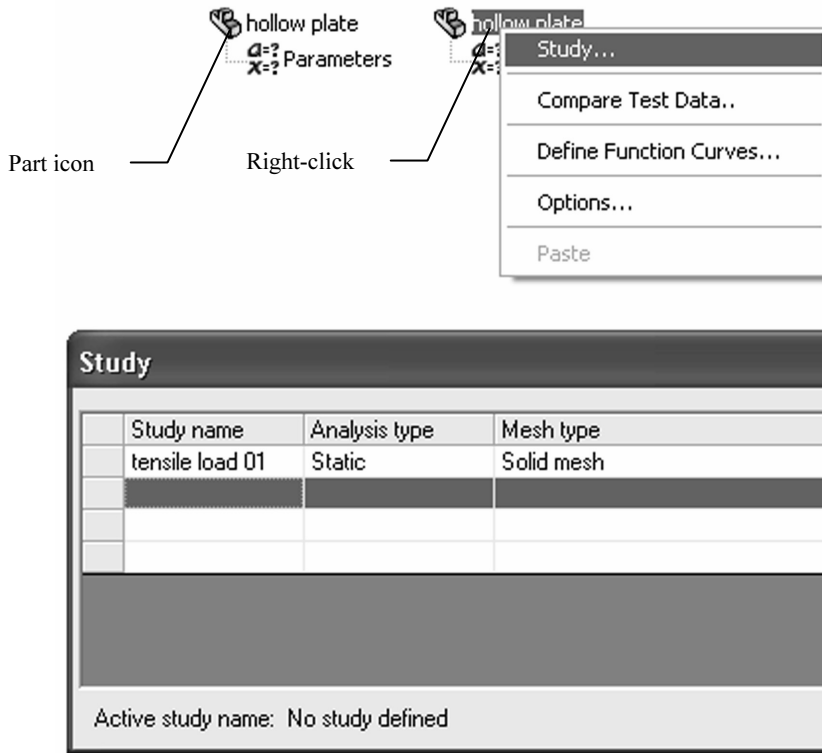 hollow plate
a=?
x=? Parameters
Part icon
hollow plate
a=?
x=?
Right-click
Study...
Compare Test Data..
Define Function Curves...
Options...
Paste
Study
Study name Analysis type Mesh type
tensile load 01 Static Solid mesh
Active study name: No study defined